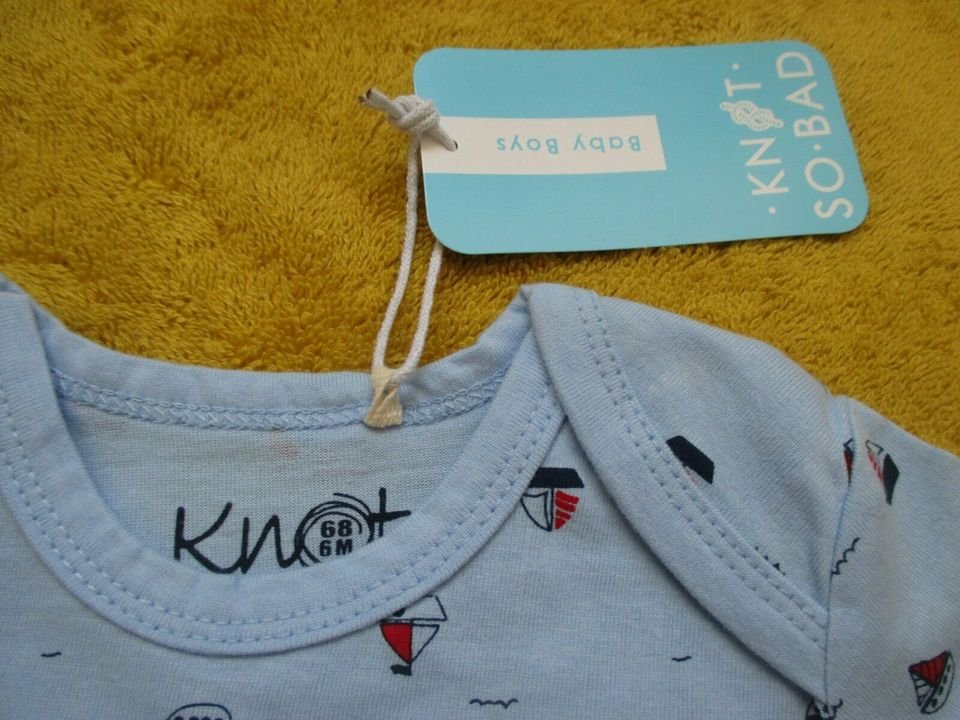 ·KNOT·
SO·BAD
Baby Boys
Knot
68
6M